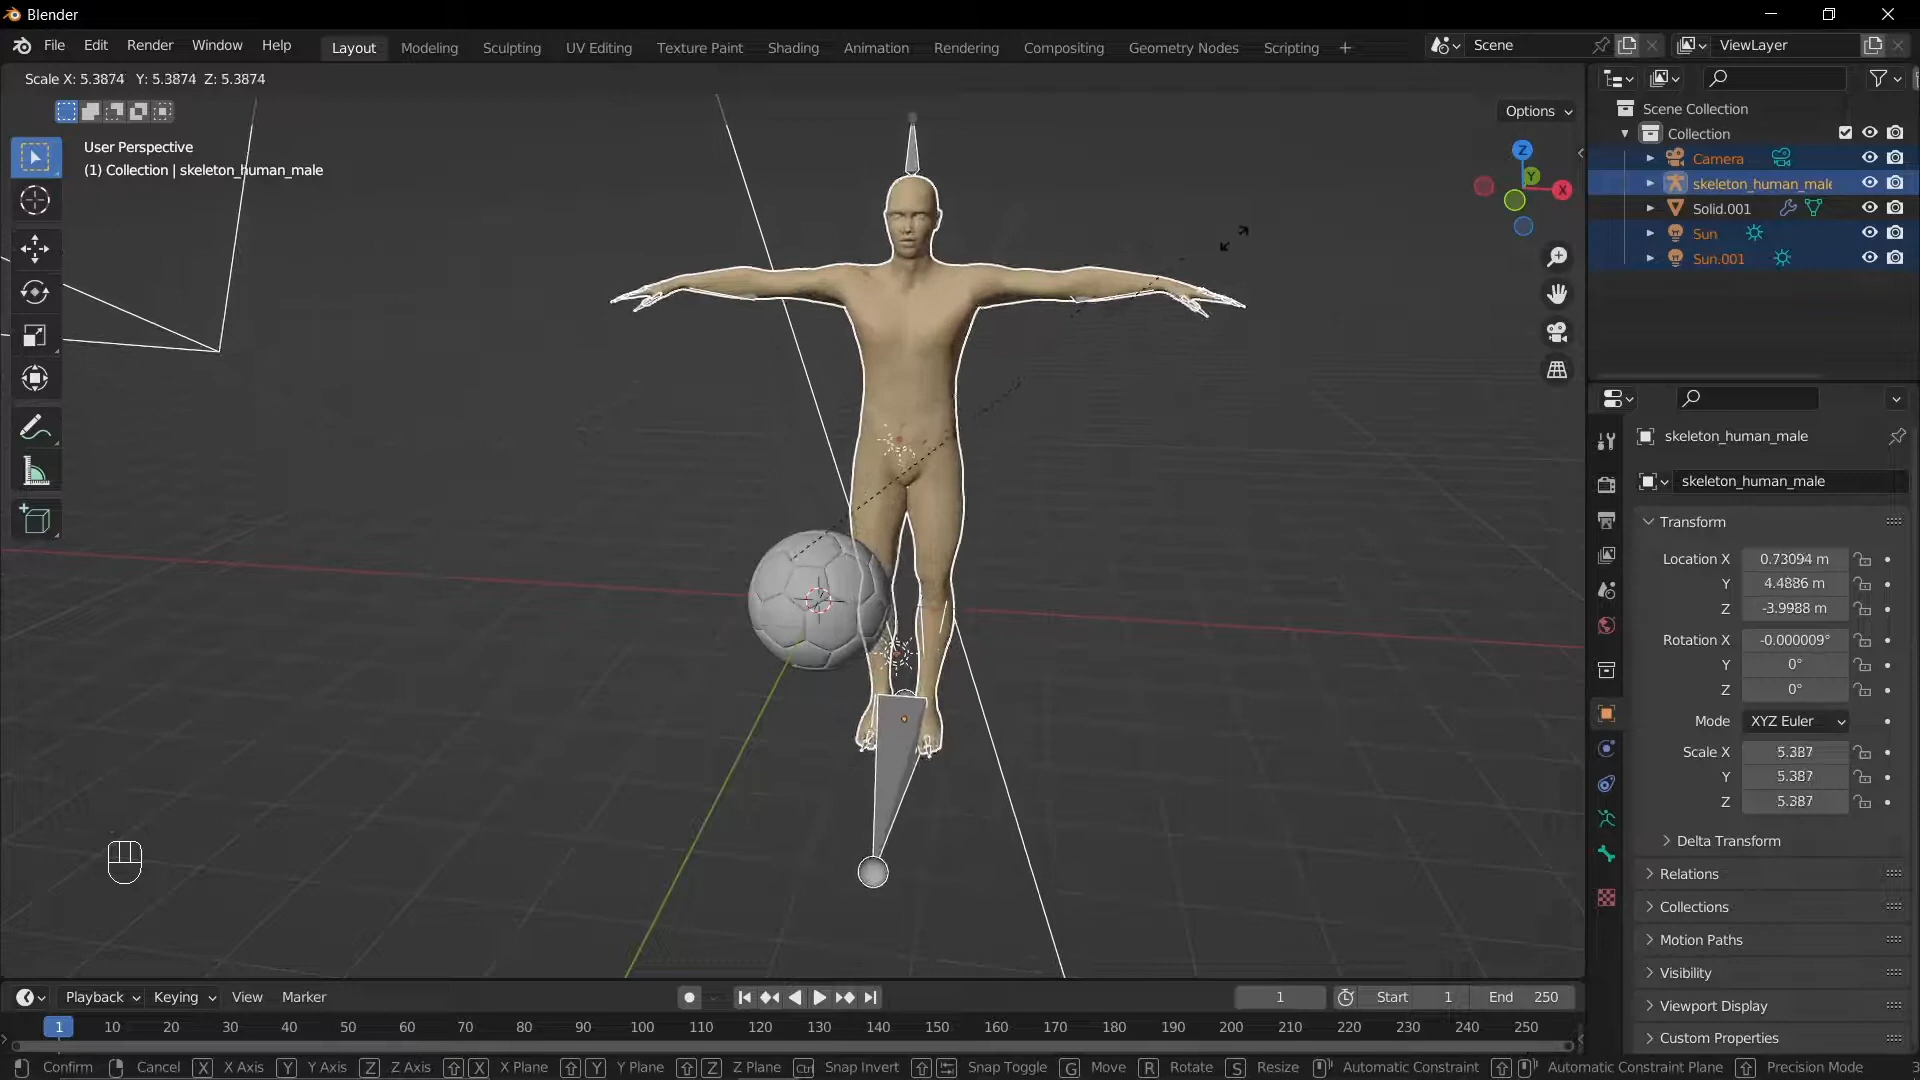 Blender
File Edit Render Window Help Layout Modeling Sculpting UV Editing Texture Paint Shading Animation Rendering Compositing Geometry Nodes Scripting + Scene ViewLayer
Scale X: 5.3874 Y: 5.3874 Z: 5.3874
Options
User Perspective
(1) Collection | skeleton_human_male
Z
Y
X
Scene Collection
Collection
Camera
skeleton_human_male
Solid.001
Sun
Sun.001
skeleton_human_male
skeleton_human_male
Transform
Location X 0.73094 m
Y 4.4886 m
Z -3.9988 m
Rotation X -0.000009°
Y 0°
Z 0°
Mode XYZ Euler
Scale X 5.387
Y 5.387
Z 5.387
Delta Transform
Relations
Collections
Motion Paths
Visibility
Viewport Display
Custom Properties
Playback Keying View Marker 1 Start 1 End 250
1 10 20 30 40 50 60 70 80 90 100 110 120 130 140 150 160 170 180 190 200 210 220 230 240 250
Confirm Cancel X X Axis Y Y Axis Z Z Axis X X Plane Y Y Plane Z Z Plane Ctrl Snap Invert Snap Toggle G Move R Rotate S Resize Automatic Constraint Automatic Constraint Plane Precision Mode